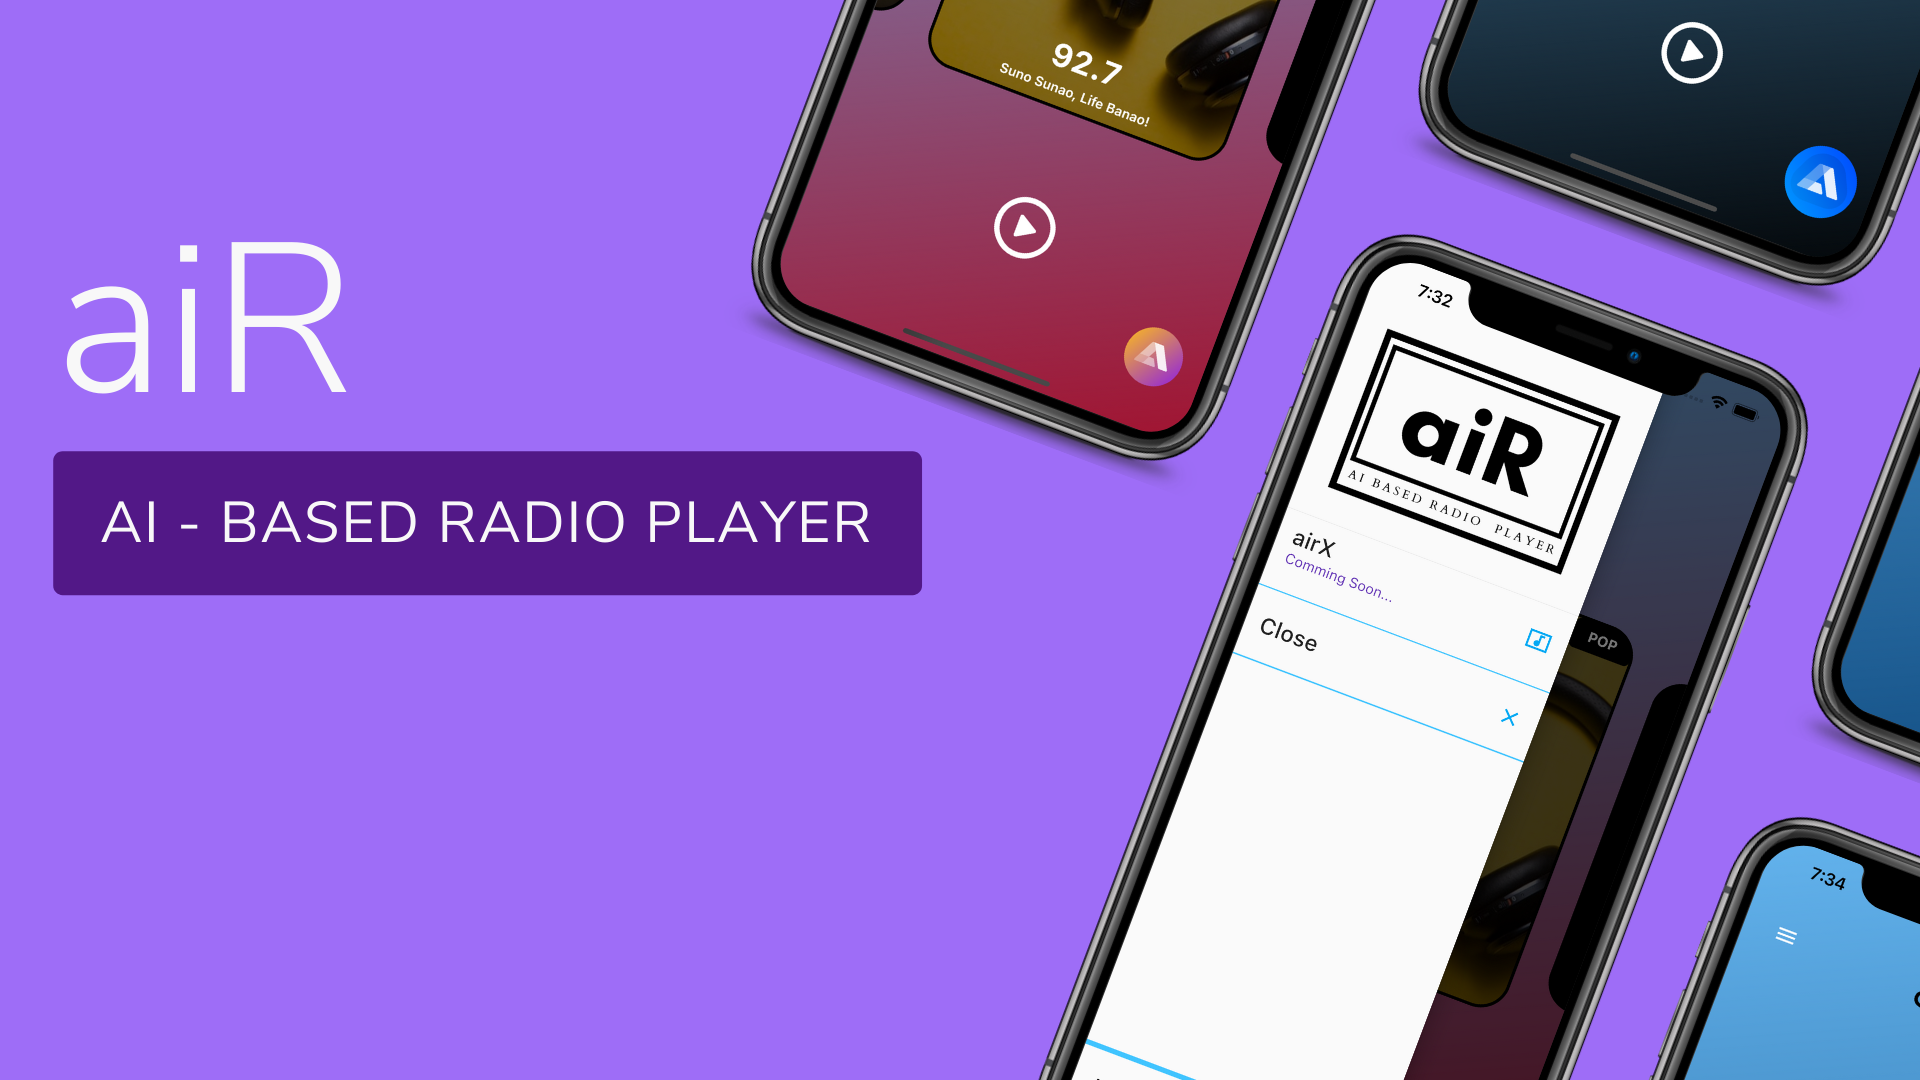 aiR
AI - BASED RADIO PLAYER
92.7
Suno Sunao, Life Banao!
7:32
aiR
AI BASED RADIO PLAYER
airX
Comming Soon...
Close
POP
7:34